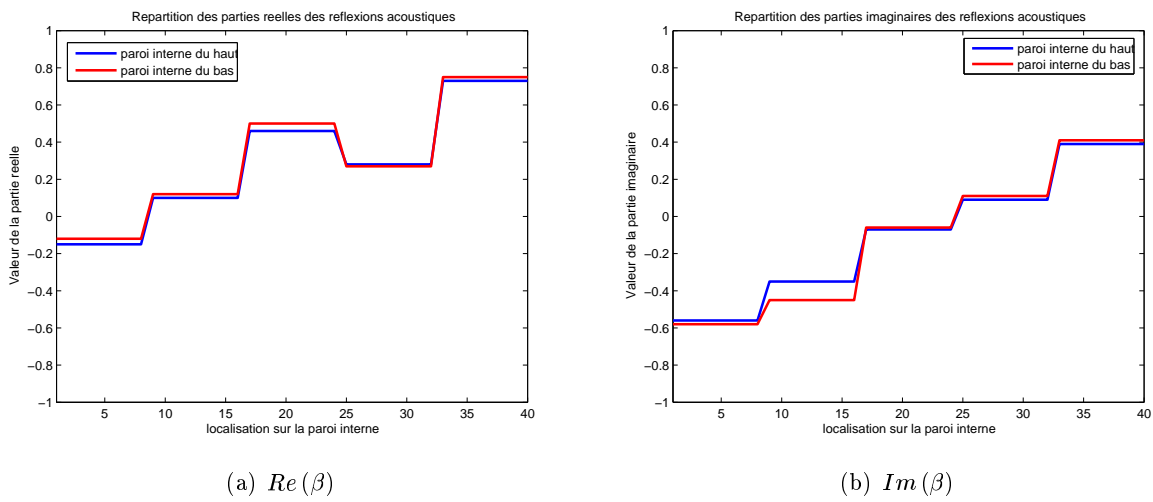 Repartition des parties reelles des reflexions acoustiques
1
0.8
0.6
0.4
0.2
0
−0.2
−0.4
−0.6
−0.8
−1
Valeur de la partie reelle
paroi interne du haut
paroi interne du bas
5 10 15 20 25 30 35 40
localisation sur la paroi interne
(a) Re(β)
Repartition des parties imaginaires des reflexions acoustiques
1
0.8
0.6
0.4
0.2
0
−0.2
−0.4
−0.6
−0.8
−1
Valeur de la partie imaginaire
paroi interne du haut
paroi interne du bas
5 10 15 20 25 30 35 40
localisation sur la paroi interne
(b) Im(β)